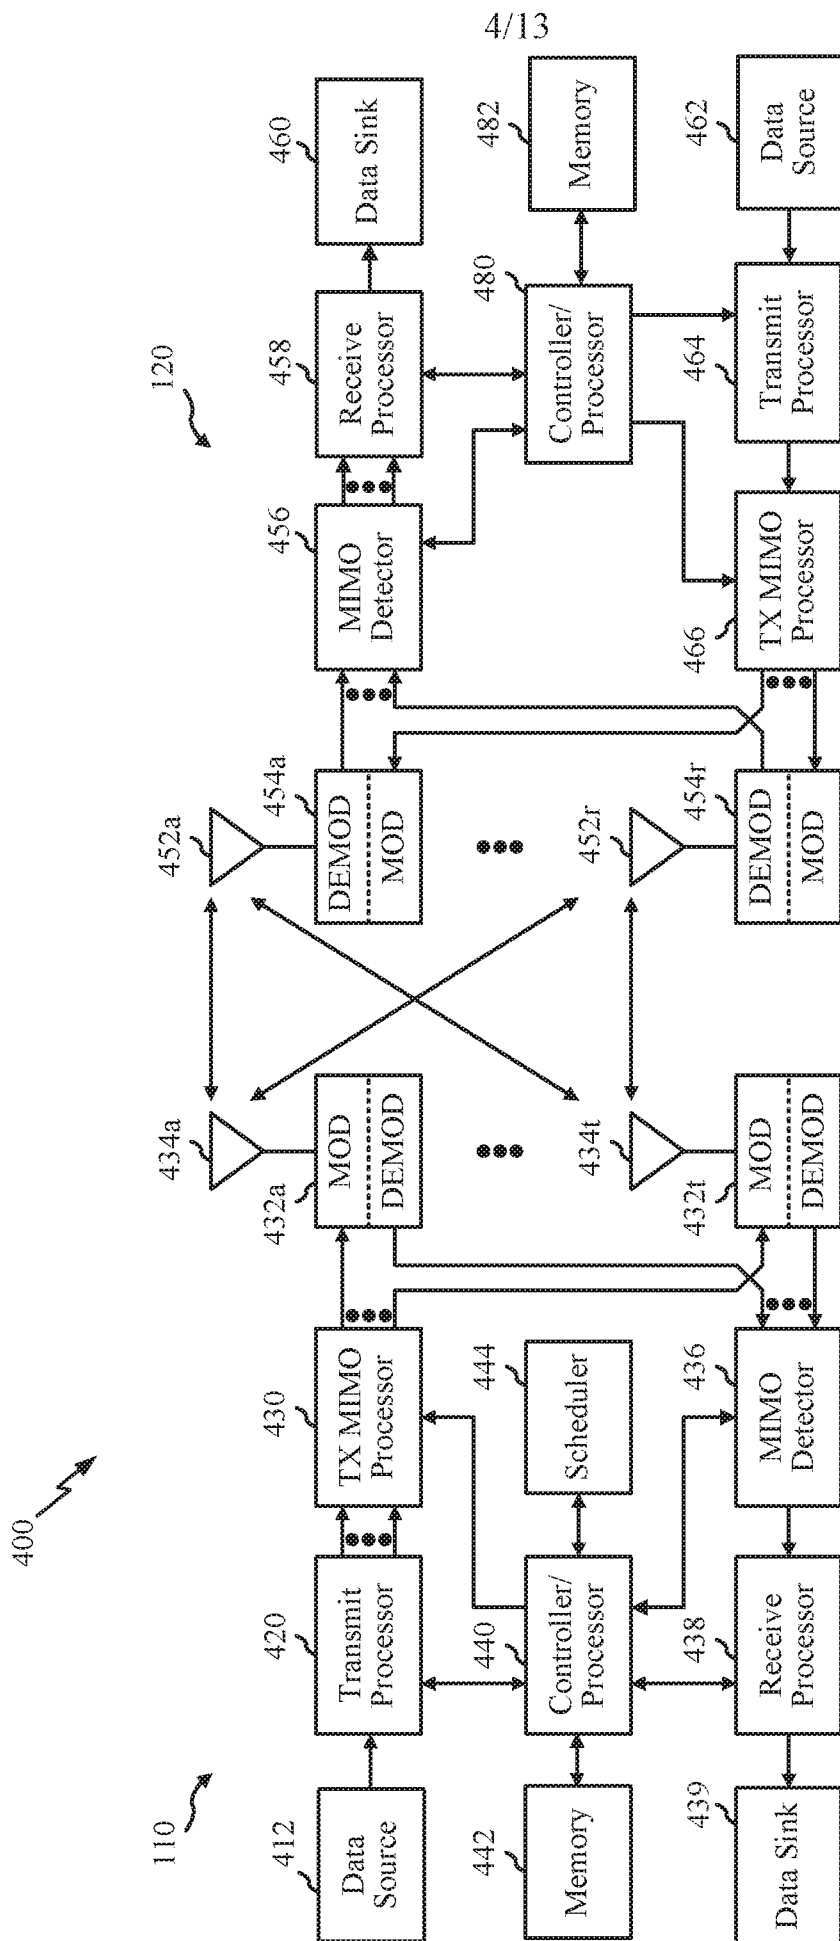 4/13
400
110
120
412
Data
Source
420
Transmit
Processor
430
TX MIMO
Processor
432a
MOD
DEMOD
434a
452a
454a
DEMOD
MOD
456
MIMO
Detector
458
Receive
Processor
460
Data Sink
442
Memory
440
Controller/
Processor
444
Scheduler
480
Controller/
Processor
482
Memory
439
Data Sink
438
Receive
Processor
436
MIMO
Detector
432t
MOD
DEMOD
434t
452r
454r
DEMOD
MOD
466
TX MIMO
Processor
464
Transmit
Processor
462
Data
Source